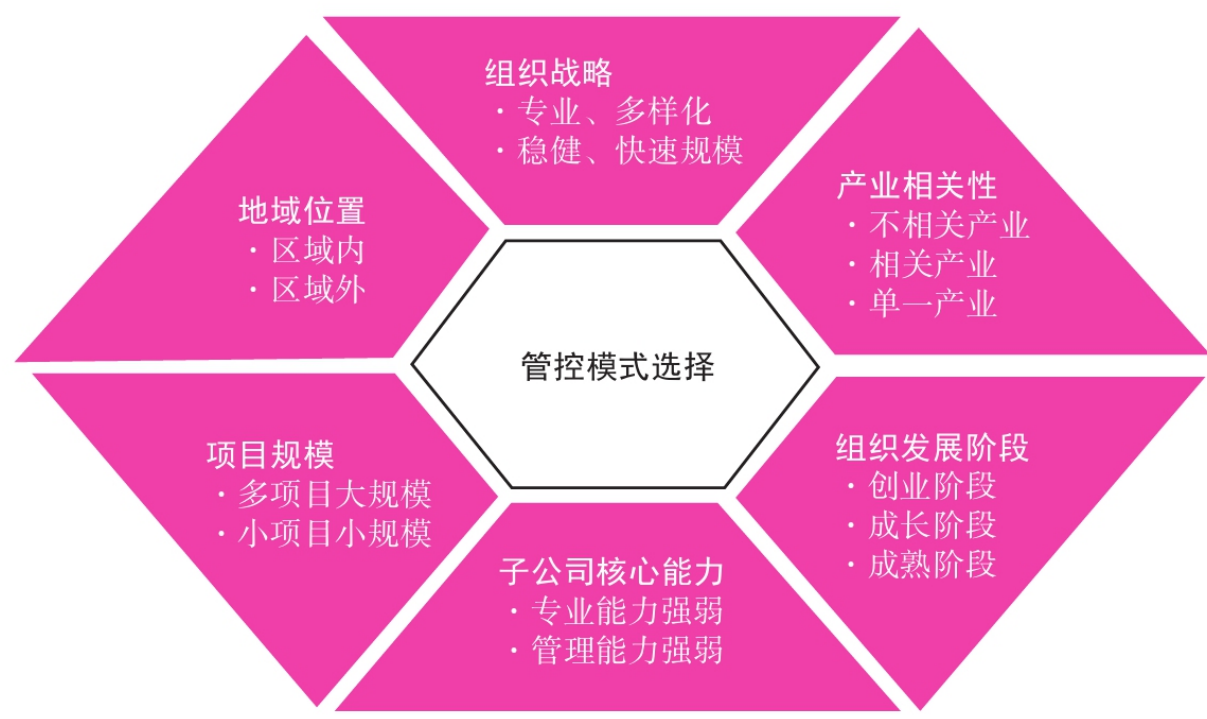 组织战略
· 专业、多样化
· 稳健、快速规模
产业相关性
· 不相关产业
· 相关产业
· 单一产业
组织发展阶段
· 创业阶段
· 成长阶段
· 成熟阶段
子公司核心能力
· 专业能力强弱
· 管理能力强弱
项目规模
· 多项目大规模
· 小项目小规模
地域位置
· 区域内
· 区域外
管控模式选择